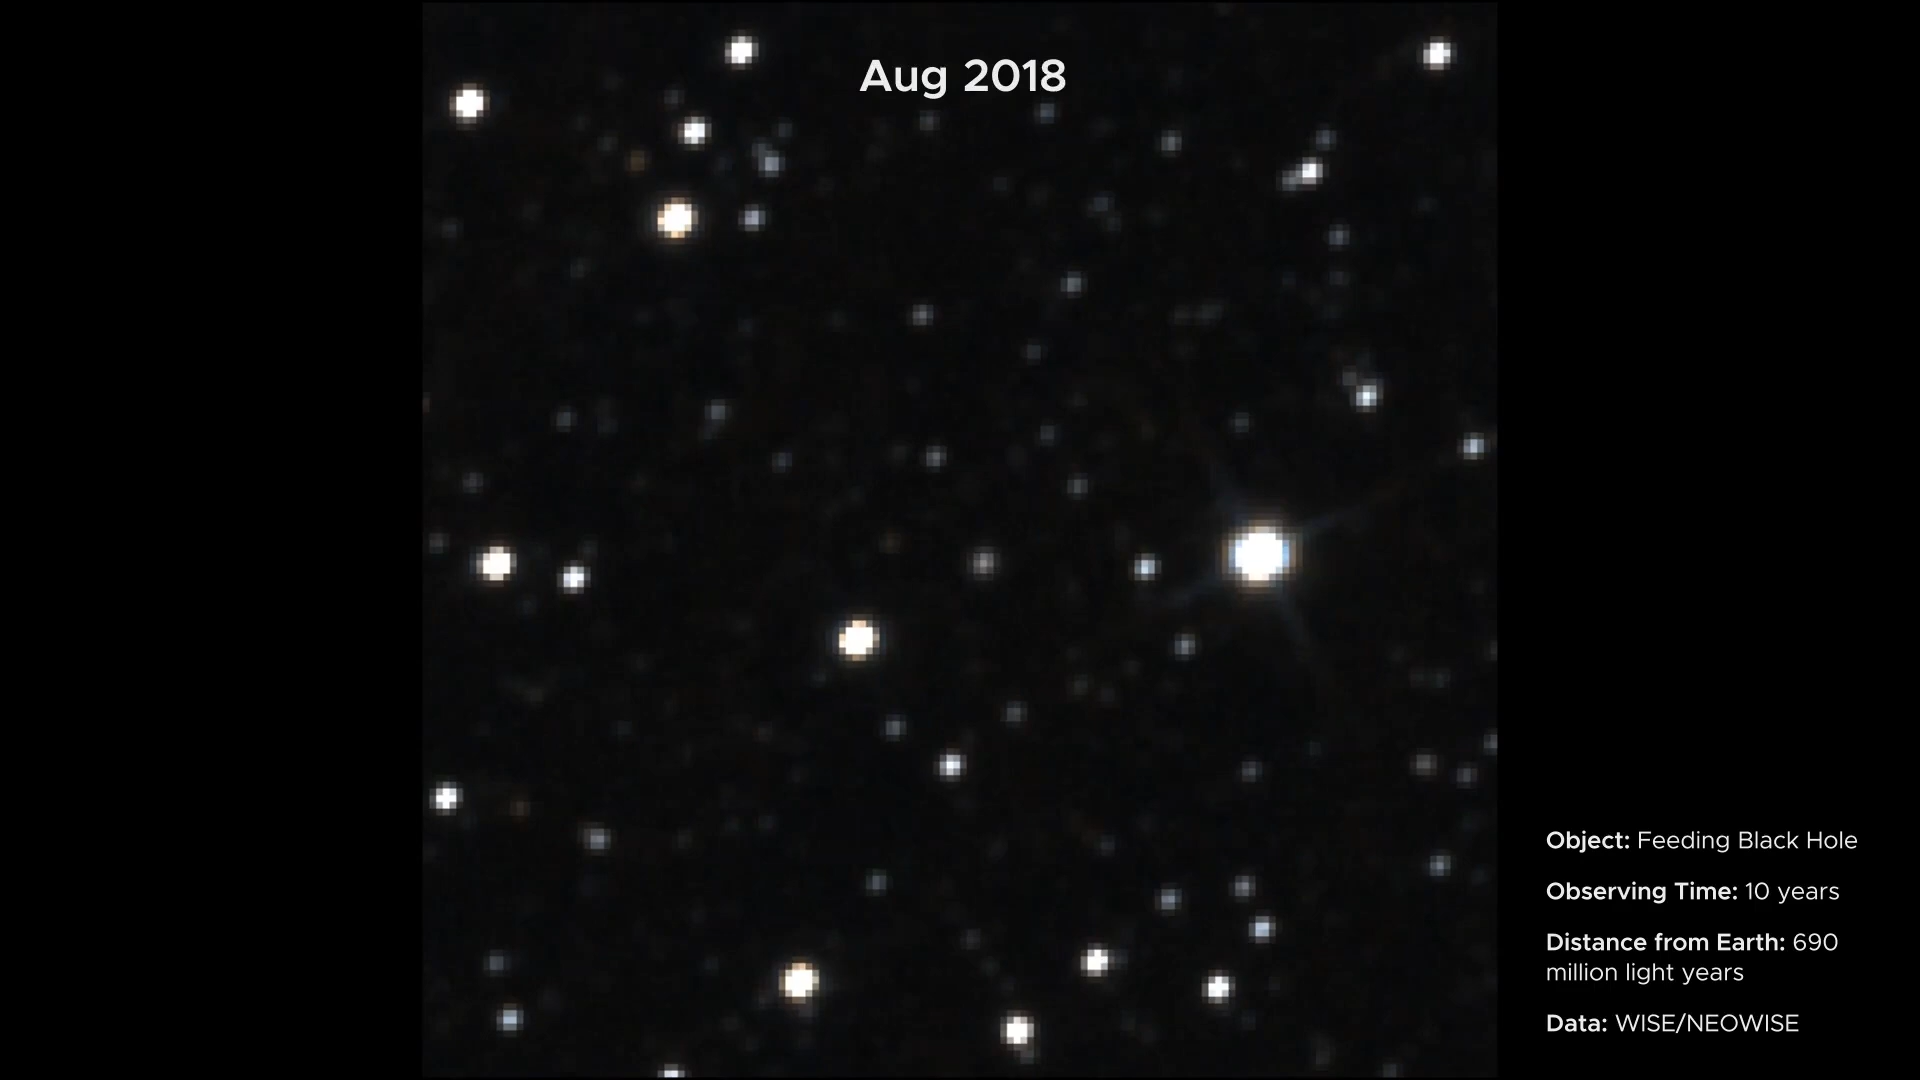 Aug 2018
Object: Feeding Black Hole
Observing Time: 10 years
Distance from Earth: 690
million light years
Data: WISE/NEOWISE